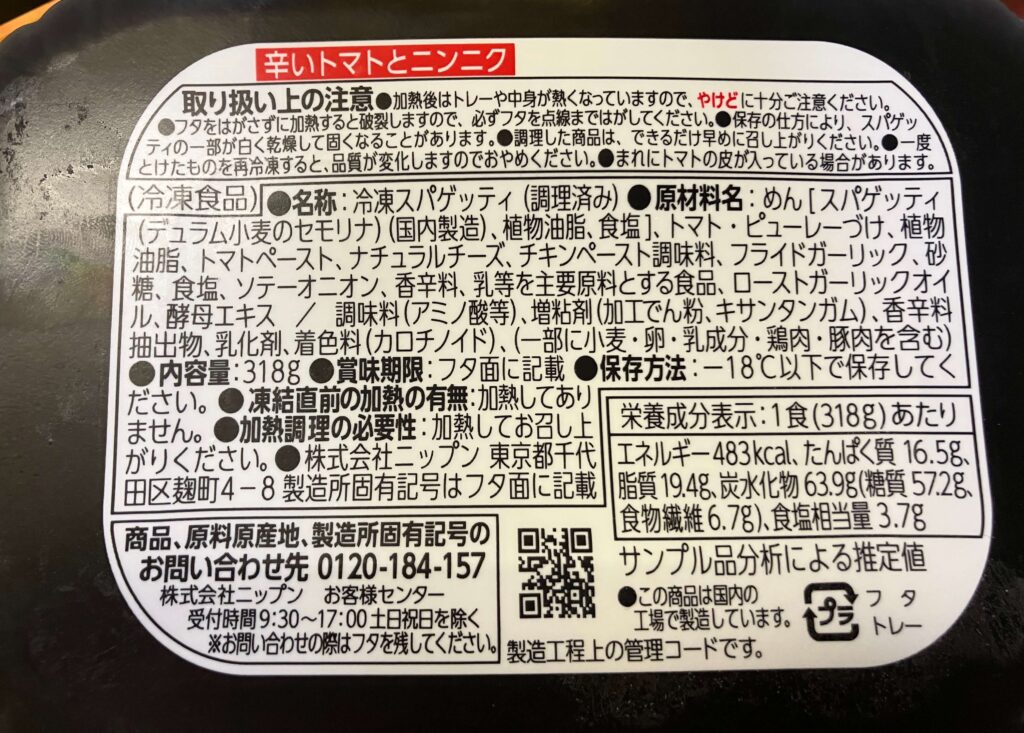 辛いトマトとニンニク
取り扱い上の注意 ●加熱後はトレーや中身が熱くなっていますので、やけどに十分ご注意ください。
●フタをはがさずに加熱すると破裂しますので、必ずフタを点線まではがしてください。●保存の仕方により、スパゲッ
ティの一部が白く乾燥して固くなることがあります。●調理した商品は、できるだけ早めに召し上がりください。●一度
とけたものを再冷凍すると、品質が変化しますのでおやめください。●まれにトマトの皮が入っている場合があります。
(冷凍食品) ●名称:冷凍スパゲッティ(調理済み) ●原材料名:めん[スパゲッティ
(デュラム小麦のセモリナ)(国内製造)、植物油脂、食塩]、トマト・ピューレーづけ、植物
油脂、トマトペースト、ナチュラルチーズ、チキンペースト調味料、フライドガーリック、砂
糖、食塩、ソテーオニオン、香辛料、乳等を主要原料とする食品、ローストガーリックオイ
ル、酵母エキス / 調味料(アミノ酸等)、増粘剤(加工でん粉、キサンタンガム)、香辛料
抽出物、乳化剤、着色料(カロチノイド)、(一部に小麦・卵・乳成分・鶏肉・豚肉を含む)
●内容量:318g ●賞味期限:フタ面に記載 ●保存方法:−18℃以下で保存してく
ださい。●凍結直前の加熱の有無:加熱してあり
ません。●加熱調理の必要性:加熱してお召し上
がりください。●株式会社ニップン 東京都千代
田区麹町4−8 製造所固有記号はフタ面に記載
栄養成分表示:1食(318g)あたり
エネルギー483kcal、たんぱく質16.5g、
脂質19.4g、炭水化物63.9g(糖質57.2g、
食物繊維6.7g)、食塩相当量3.7g
サンプル品分析による推定値
商品、原料原産地、製造所固有記号の
お問い合わせ先 0120-184-157
株式会社ニップン お客様センター
受付時間9:30〜17:00 土日祝日を除く
※お問い合わせの際はフタを残してください。
製造工程上の管理コードです。
●この商品は国内の
工場で製造しています。
プラ
フタ
トレー